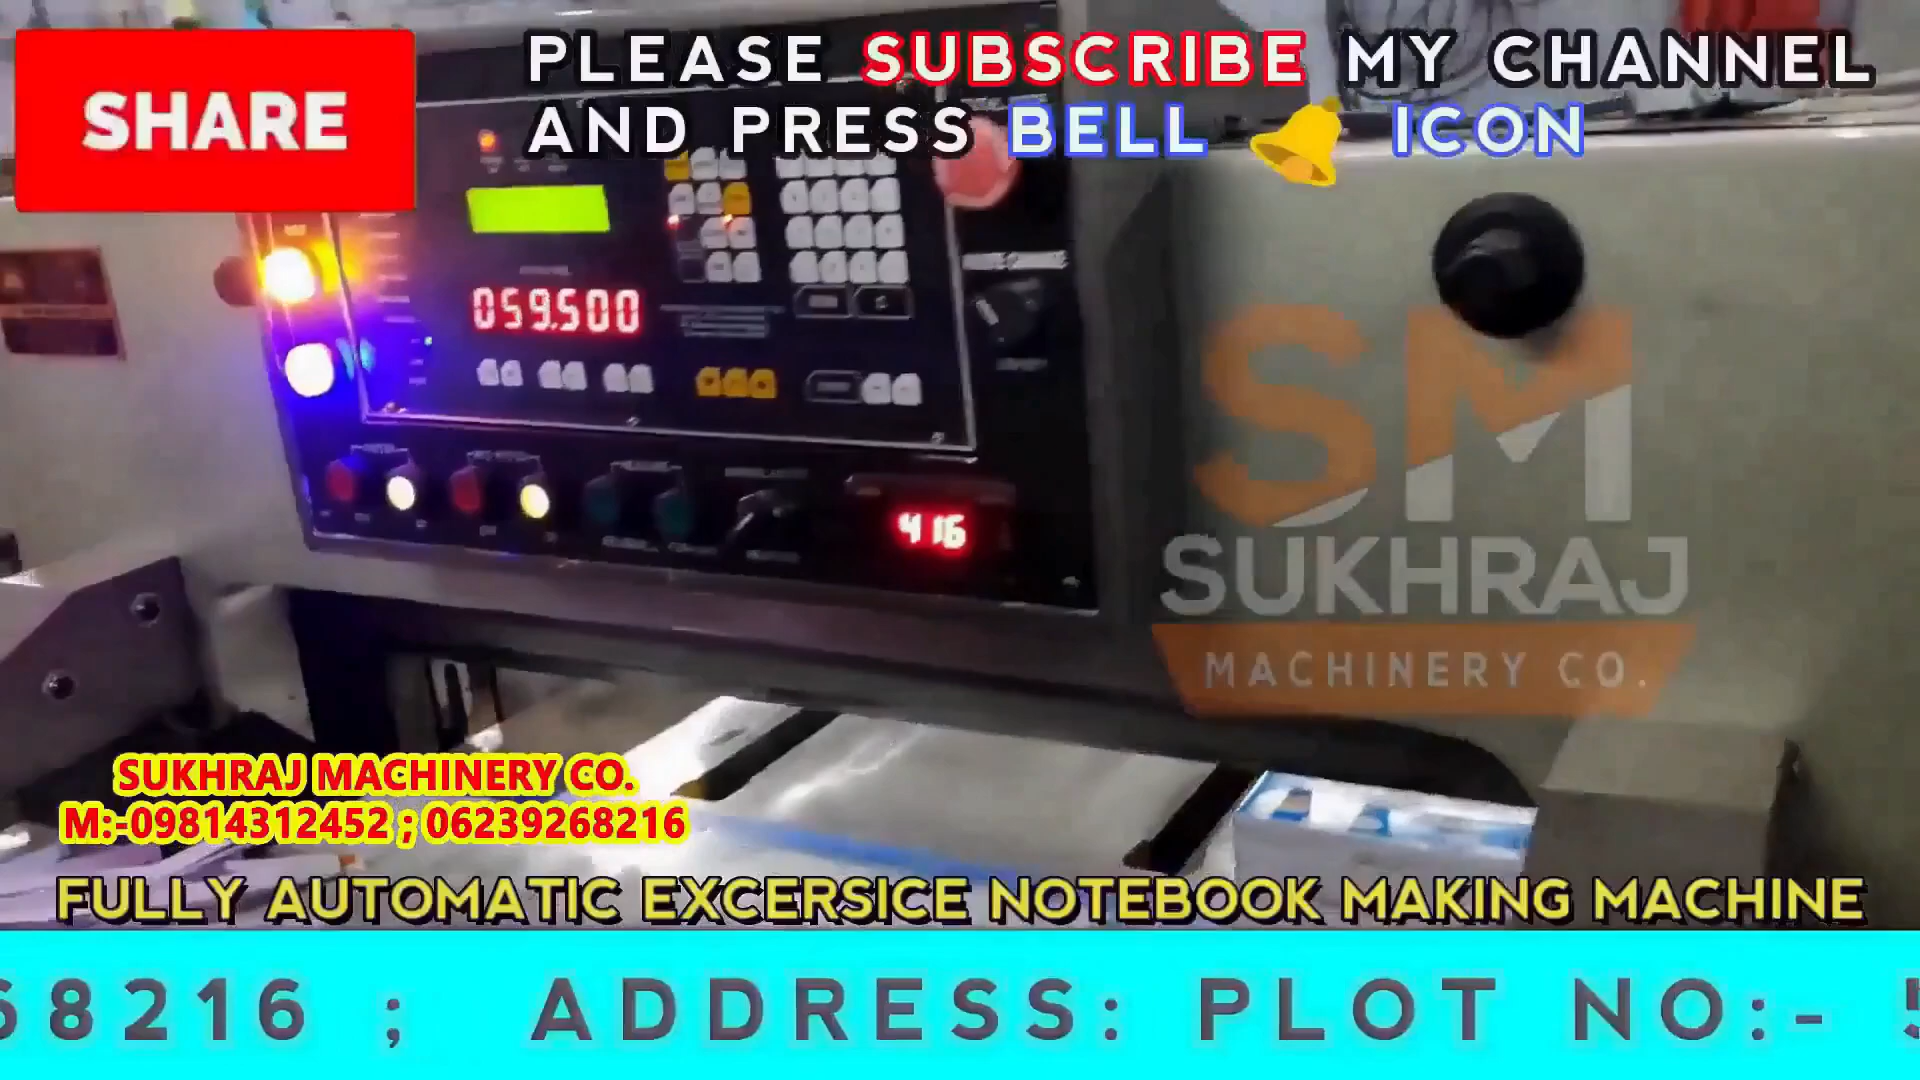 SHARE
PLEASE SUBSCRIBE MY CHANNEL
AND PRESS BELL 🔔 ICON
059.500
416
SM
SUKHRAJ
MACHINERY CO.
SUKHRAJ MACHINERY CO.
M:-09814312452 ; 06239268216
FULLY AUTOMATIC EXCERSICE NOTEBOOK MAKING MACHINE
68216 ; ADDRESS: PLOT NO:- 5